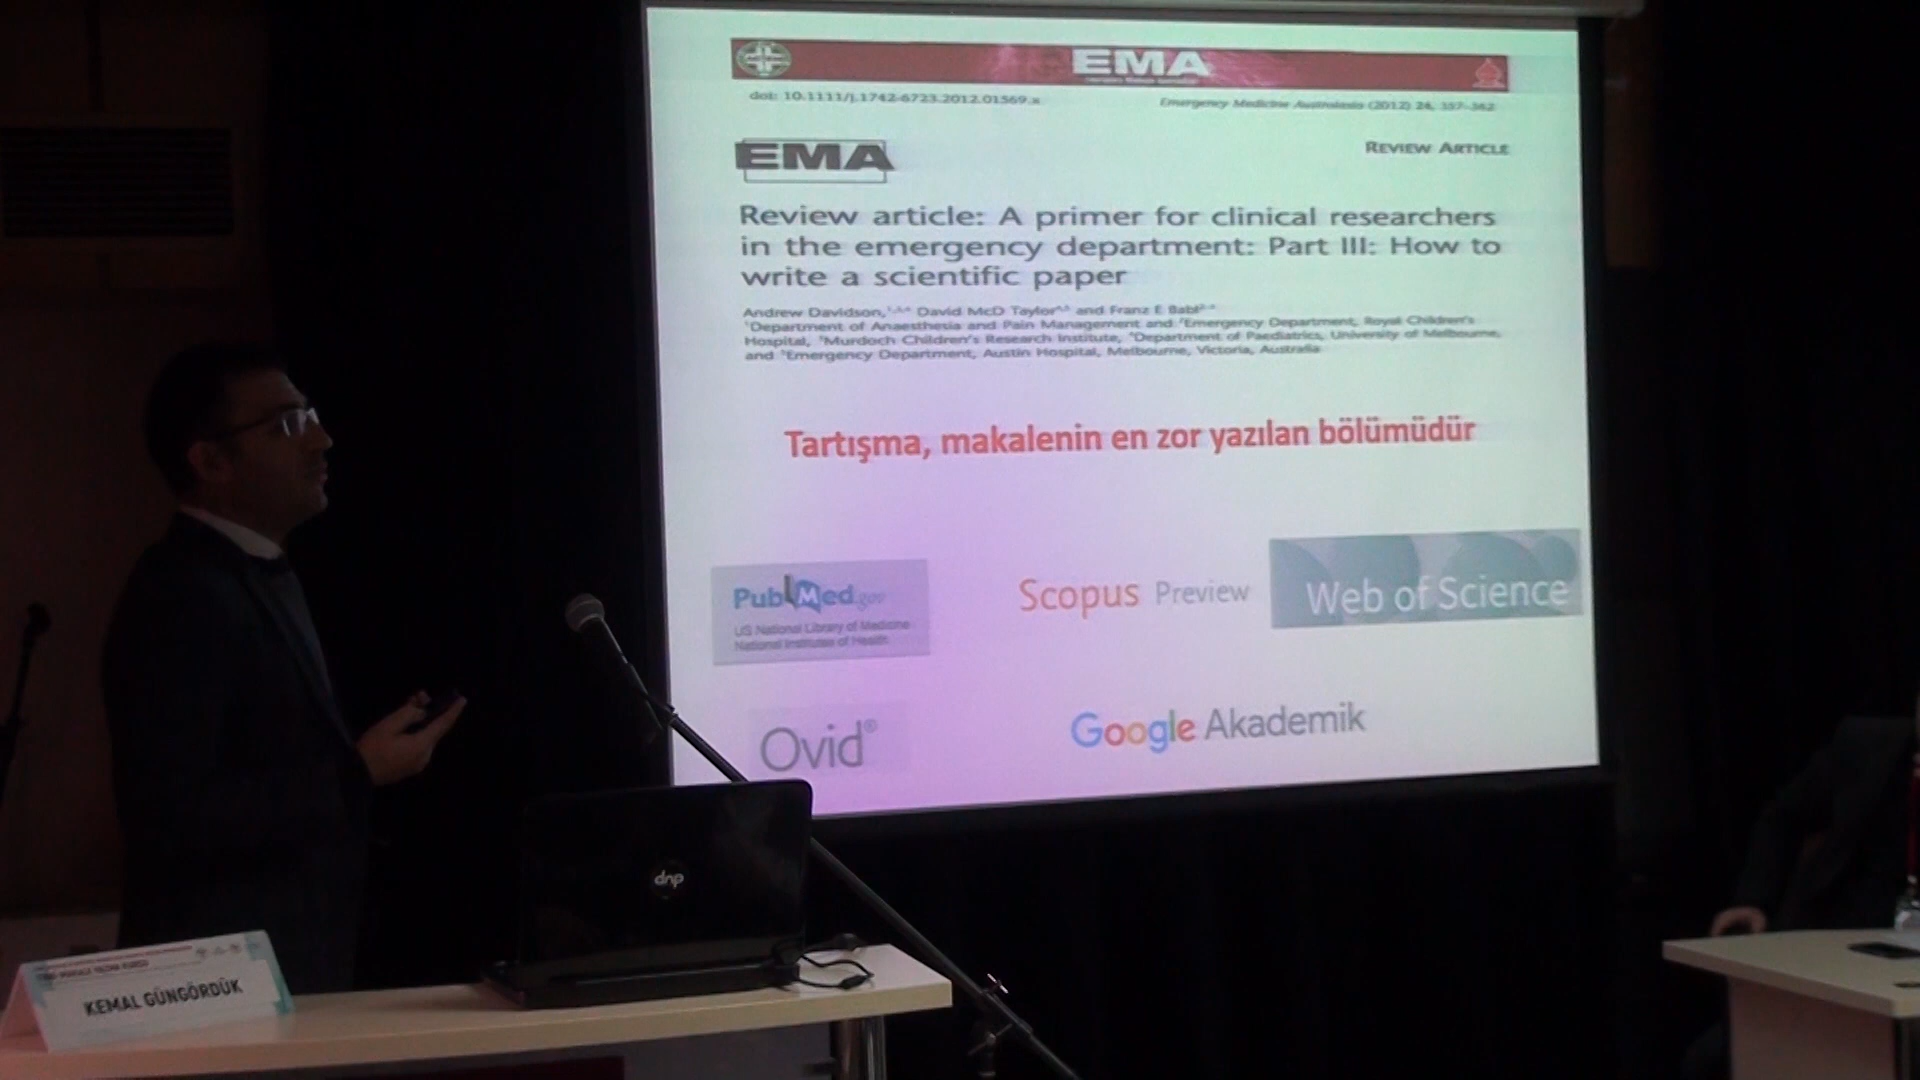 EMA
doi: 10.1111/j.1742-6723.2012.01569.x
Emergency Medicine Australasia (2012) 24, 357–362
EMA
REVIEW ARTICLE
Review article: A primer for clinical researchers
in the emergency department: Part III: How to
write a scientific paper
Andrew Davidson, David McD Taylor and Franz E Babl
Department of Anaesthesia and Pain Management and Emergency Department, Royal Children's
Hospital, Murdoch Children's Research Institute, Department of Paediatrics, University of Melbourne,
and Emergency Department, Austin Hospital, Melbourne, Victoria, Australia
Tartışma, makalenin en zor yazılan bölümüdür
PubMed.gov
US National Library of Medicine
National Institutes of Health
Scopus Preview
Web of Science
Ovid®
Google Akademik
dnp
KEMAL GÜNGÖRDÜK